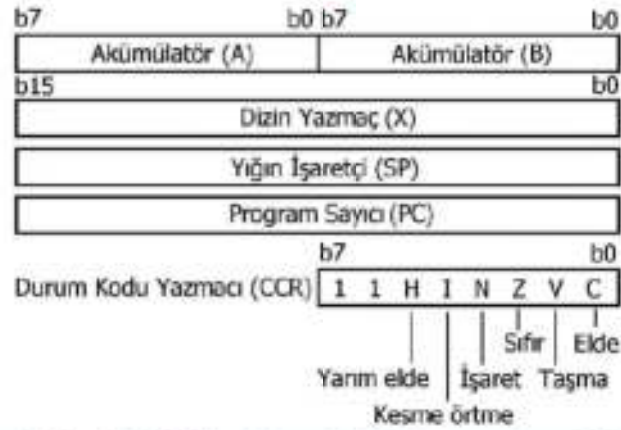 b7 b0 b7 b0
Akümülatör (A) Akümülatör (B)
b15 b0
Dizin Yazmaç (X)
Yığın İşaretçi (SP)
Program Sayıcı (PC)
b7 b0
Durum Kodu Yazmacı (CCR) 1 1 H I N Z V C
Sıfır Elde
Yarım elde İşaret Taşma
Kesme örtme